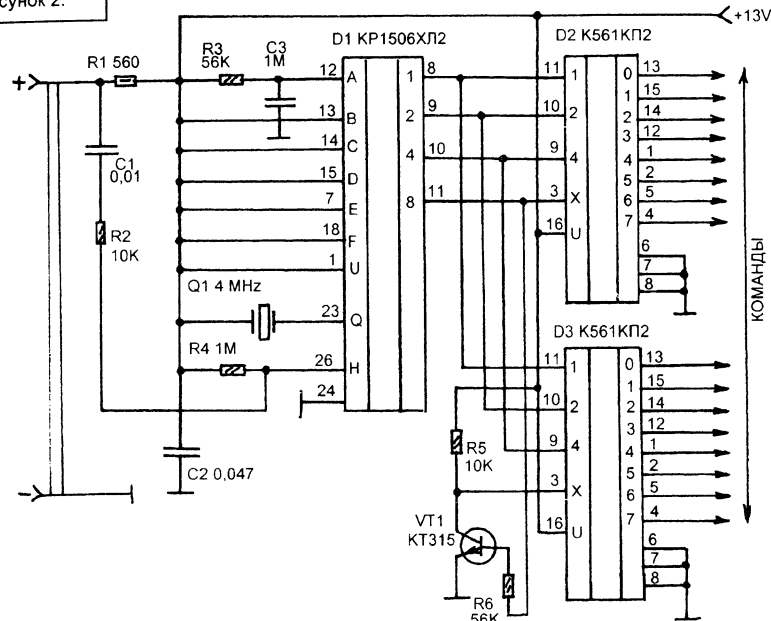 сунок 2.
+13V
D1 КР1506ХЛ2
D2 К561КП2
R1 560
R3
56K
C3
1M
+
12 A
13 B
14 C
15 D
7 E
18 F
1 U
23 Q
26 H
24
1 8
2 9
4 10
8 11
C1
0,01
R2
10K
Q1 4 MHz
R4 1M
C2 0,047
-
11 1
10 2
9 4
3 X
16 U
0 13
1 15
2 14
3 12
4 1
5 2
6 5
7 4
6
7
8
КОМАНДЫ
D3 К561КП2
11 1
10 2
9 4
3 X
16 U
0 13
1 15
2 14
3 12
4 1
5 2
6 5
7 4
6
7
8
R5
10K
VT1
КТ315
R6
56K